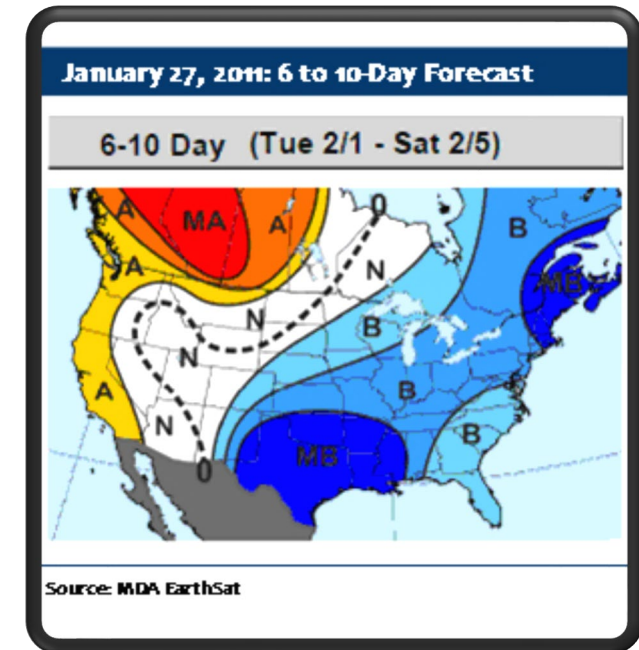 January 27, 2011: 6 to 10-Day Forecast
6-10 Day (Tue 2/1 - Sat 2/5)
A
MA
A
0
B
A
N
MB
N
B
N
A
B
N
B
MB
0
Source: MDA EarthSat